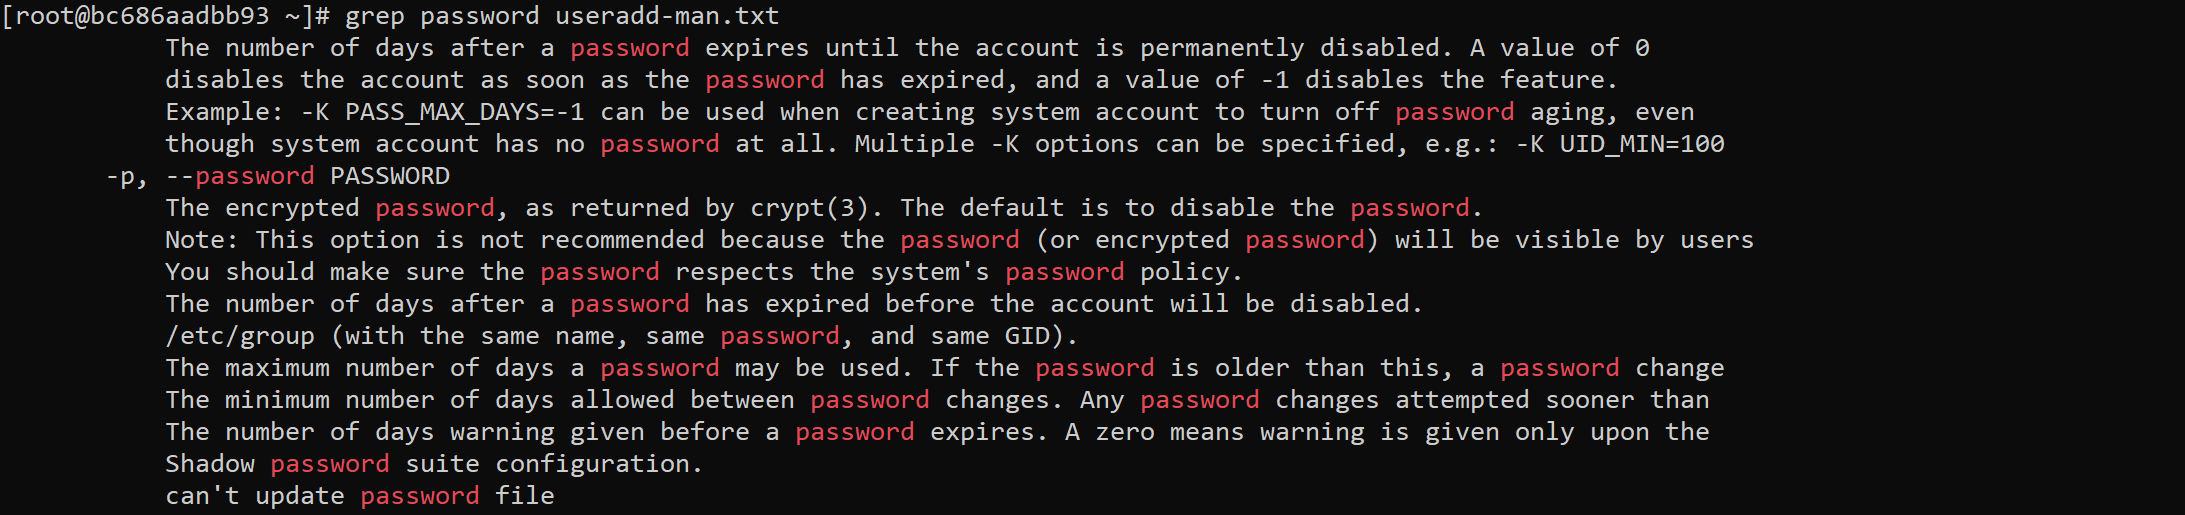 [root@bc686aadbb93 ~]# grep password useradd-man.txt
The number of days after a password expires until the account is permanently disabled. A value of 0
disables the account as soon as the password has expired, and a value of -1 disables the feature.
Example: -K PASS_MAX_DAYS=-1 can be used when creating system account to turn off password aging, even
though system account has no password at all. Multiple -K options can be specified, e.g.: -K UID_MIN=100
-p, --password PASSWORD
The encrypted password, as returned by crypt(3). The default is to disable the password.
Note: This option is not recommended because the password (or encrypted password) will be visible by users
You should make sure the password respects the system's password policy.
The number of days after a password has expired before the account will be disabled.
/etc/group (with the same name, same password, and same GID).
The maximum number of days a password may be used. If the password is older than this, a password change
The minimum number of days allowed between password changes. Any password changes attempted sooner than
The number of days warning given before a password expires. A zero means warning is given only upon the
Shadow password suite configuration.
can't update password file